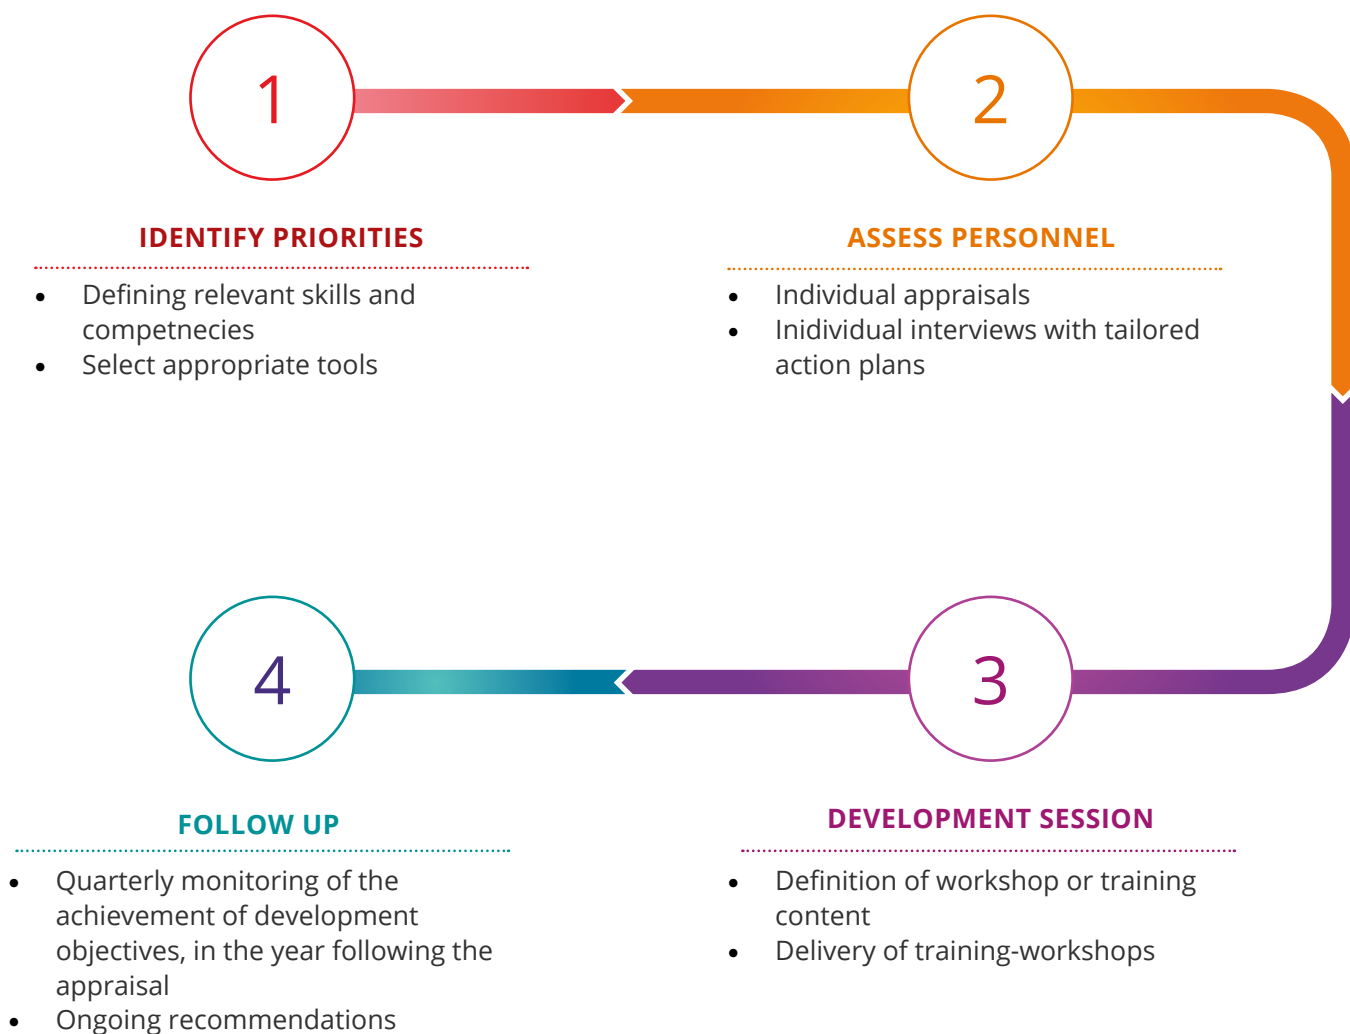 1
2
IDENTIFY PRIORITIES
• Defining relevant skills and
competnecies
• Select appropriate tools
ASSESS PERSONNEL
• Individual appraisals
• Inidividual interviews with tailored
action plans
3
DEVELOPMENT SESSION
• Definition of workshop or training
content
• Delivery of training-workshops
4
FOLLOW UP
• Quarterly monitoring of the
achievement of development
objectives, in the year following the
appraisal
• Ongoing recommendations